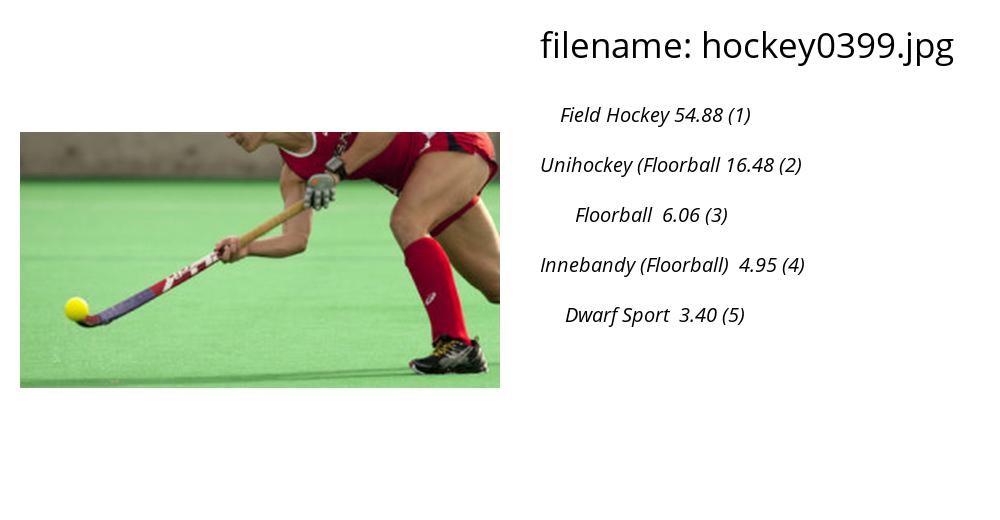 filename: hockey0399.jpg
Field Hockey 54.88 (1)
Unihockey (Floorball 16.48 (2)
Floorball 6.06 (3)
Innebandy (Floorball) 4.95 (4)
Dwarf Sport 3.40 (5)